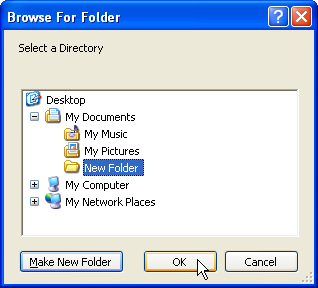 Browse For Folder
Select a Directory
Desktop
My Documents
My Music
My Pictures
New Folder
My Computer
My Network Places
Make New Folder OK Cancel